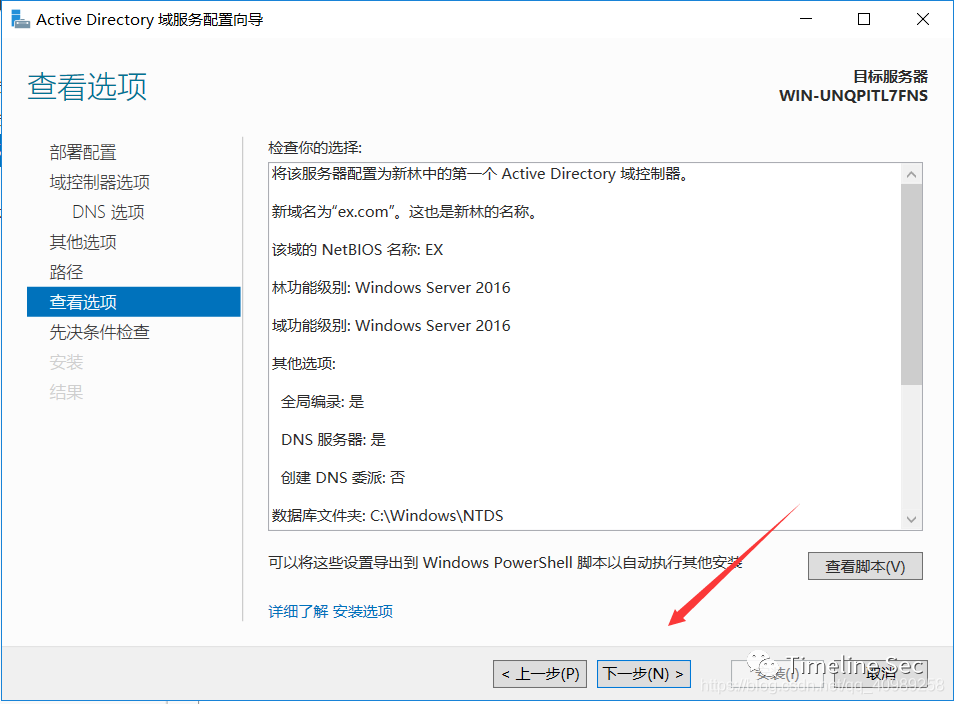 Active Directory 域服务配置向导
查看选项
目标服务器
WIN-UNQPITL7FNS
部署配置
域控制器选项
DNS 选项
其他选项
路径
查看选项
先决条件检查
安装
结果
检查你的选择:
将该服务器配置为新林中的第一个 Active Directory 域控制器。
新域名为“ex.com”。这也是新林的名称。
该域的 NetBIOS 名称: EX
林功能级别: Windows Server 2016
域功能级别: Windows Server 2016
其他选项:
全局编录: 是
DNS 服务器: 是
创建 DNS 委派: 否
数据库文件夹: C:\Windows\NTDS
可以将这些设置导出到 Windows PowerShell 脚本以自动执行其他安装
查看脚本(V)
详细了解 安装选项
< 上一步(P)
下一步(N) >
安装(I)
取消
Timeline Sec